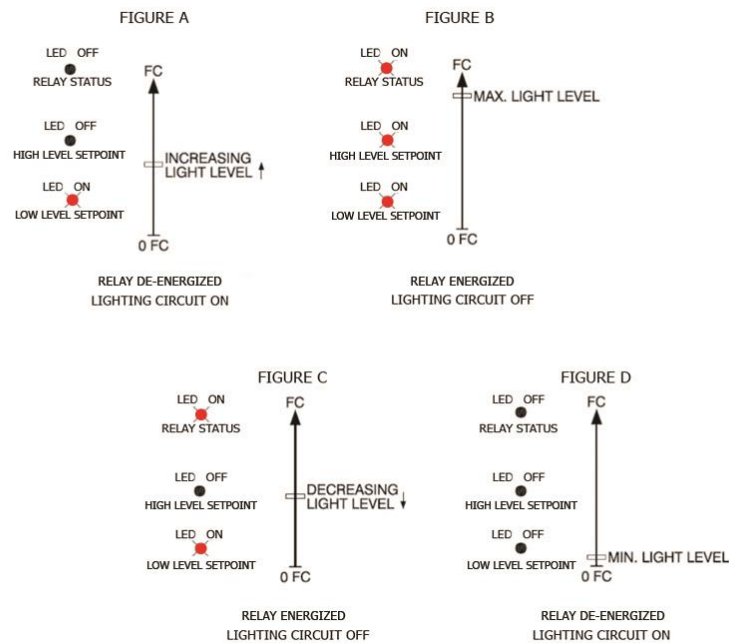 FIGURE A
LED OFF
RELAY STATUS
FC
LED OFF
HIGH LEVEL SETPOINT
INCREASING
LIGHT LEVEL
LED ON
LOW LEVEL SETPOINT
0 FC
RELAY DE-ENERGIZED
LIGHTING CIRCUIT ON
FIGURE B
LED ON
RELAY STATUS
FC
MAX. LIGHT LEVEL
LED ON
HIGH LEVEL SETPOINT
LED ON
LOW LEVEL SETPOINT
0 FC
RELAY ENERGIZED
LIGHTING CIRCUIT OFF
FIGURE C
LED ON
RELAY STATUS
FC
LED OFF
HIGH LEVEL SETPOINT
DECREASING
LIGHT LEVEL
LED ON
LOW LEVEL SETPOINT
0 FC
RELAY ENERGIZED
LIGHTING CIRCUIT OFF
FIGURE D
LED OFF
RELAY STATUS
FC
LED OFF
HIGH LEVEL SETPOINT
LED OFF
LOW LEVEL SETPOINT
MIN. LIGHT LEVEL
0 FC
RELAY DE-ENERGIZED
LIGHTING CIRCUIT ON